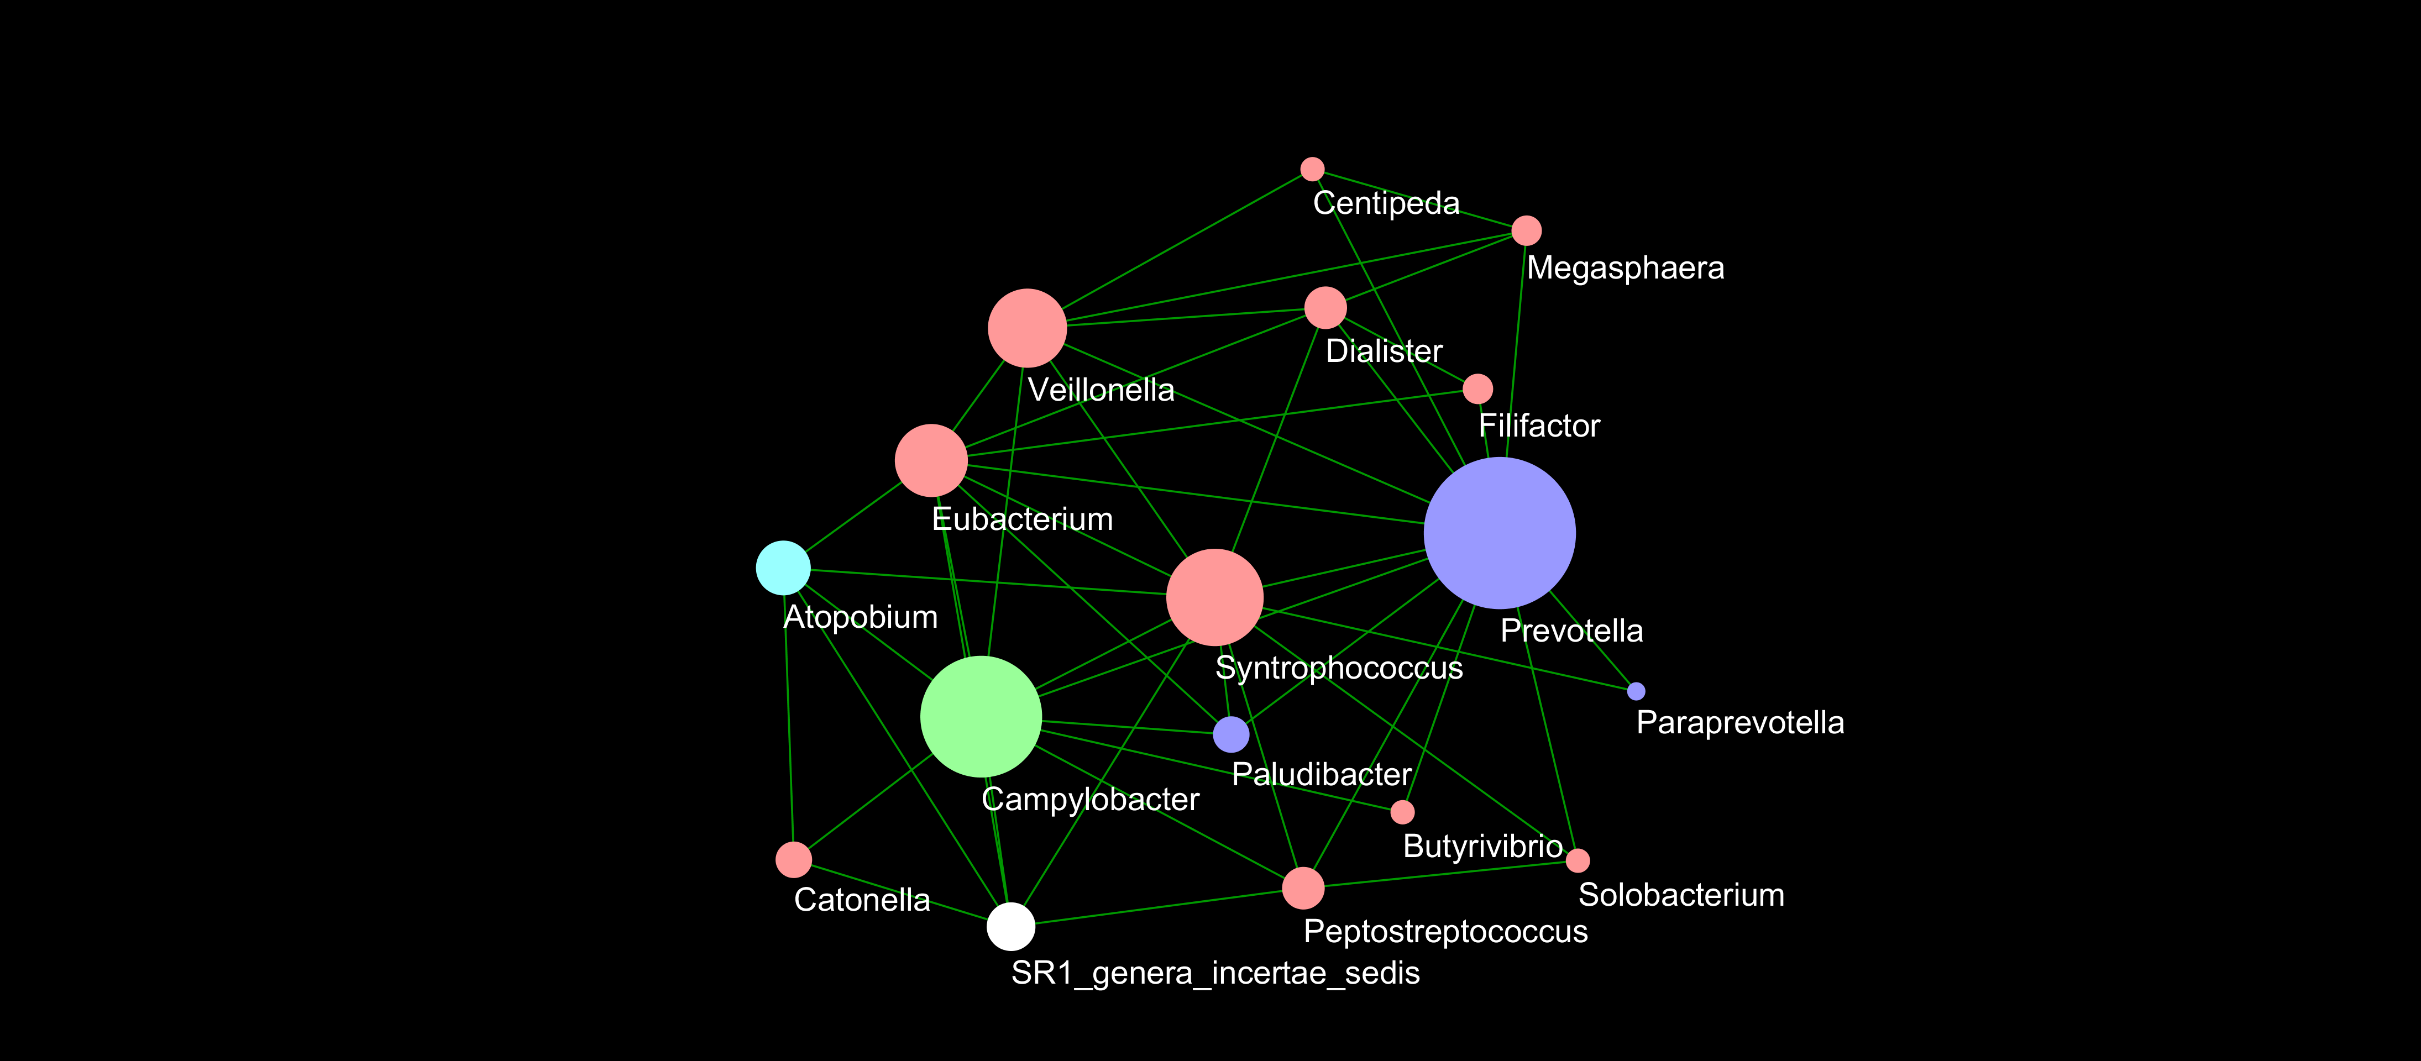 Centipeda
Megasphaera
Dialister
Veillonella
Filifactor
Eubacterium
Atopobium
Prevotella
Syntrophococcus
Paraprevotella
Paludibacter
Campylobacter
Butyrivibrio
Solobacterium
Catonella
Peptostreptococcus
SR1_genera_incertae_sedis